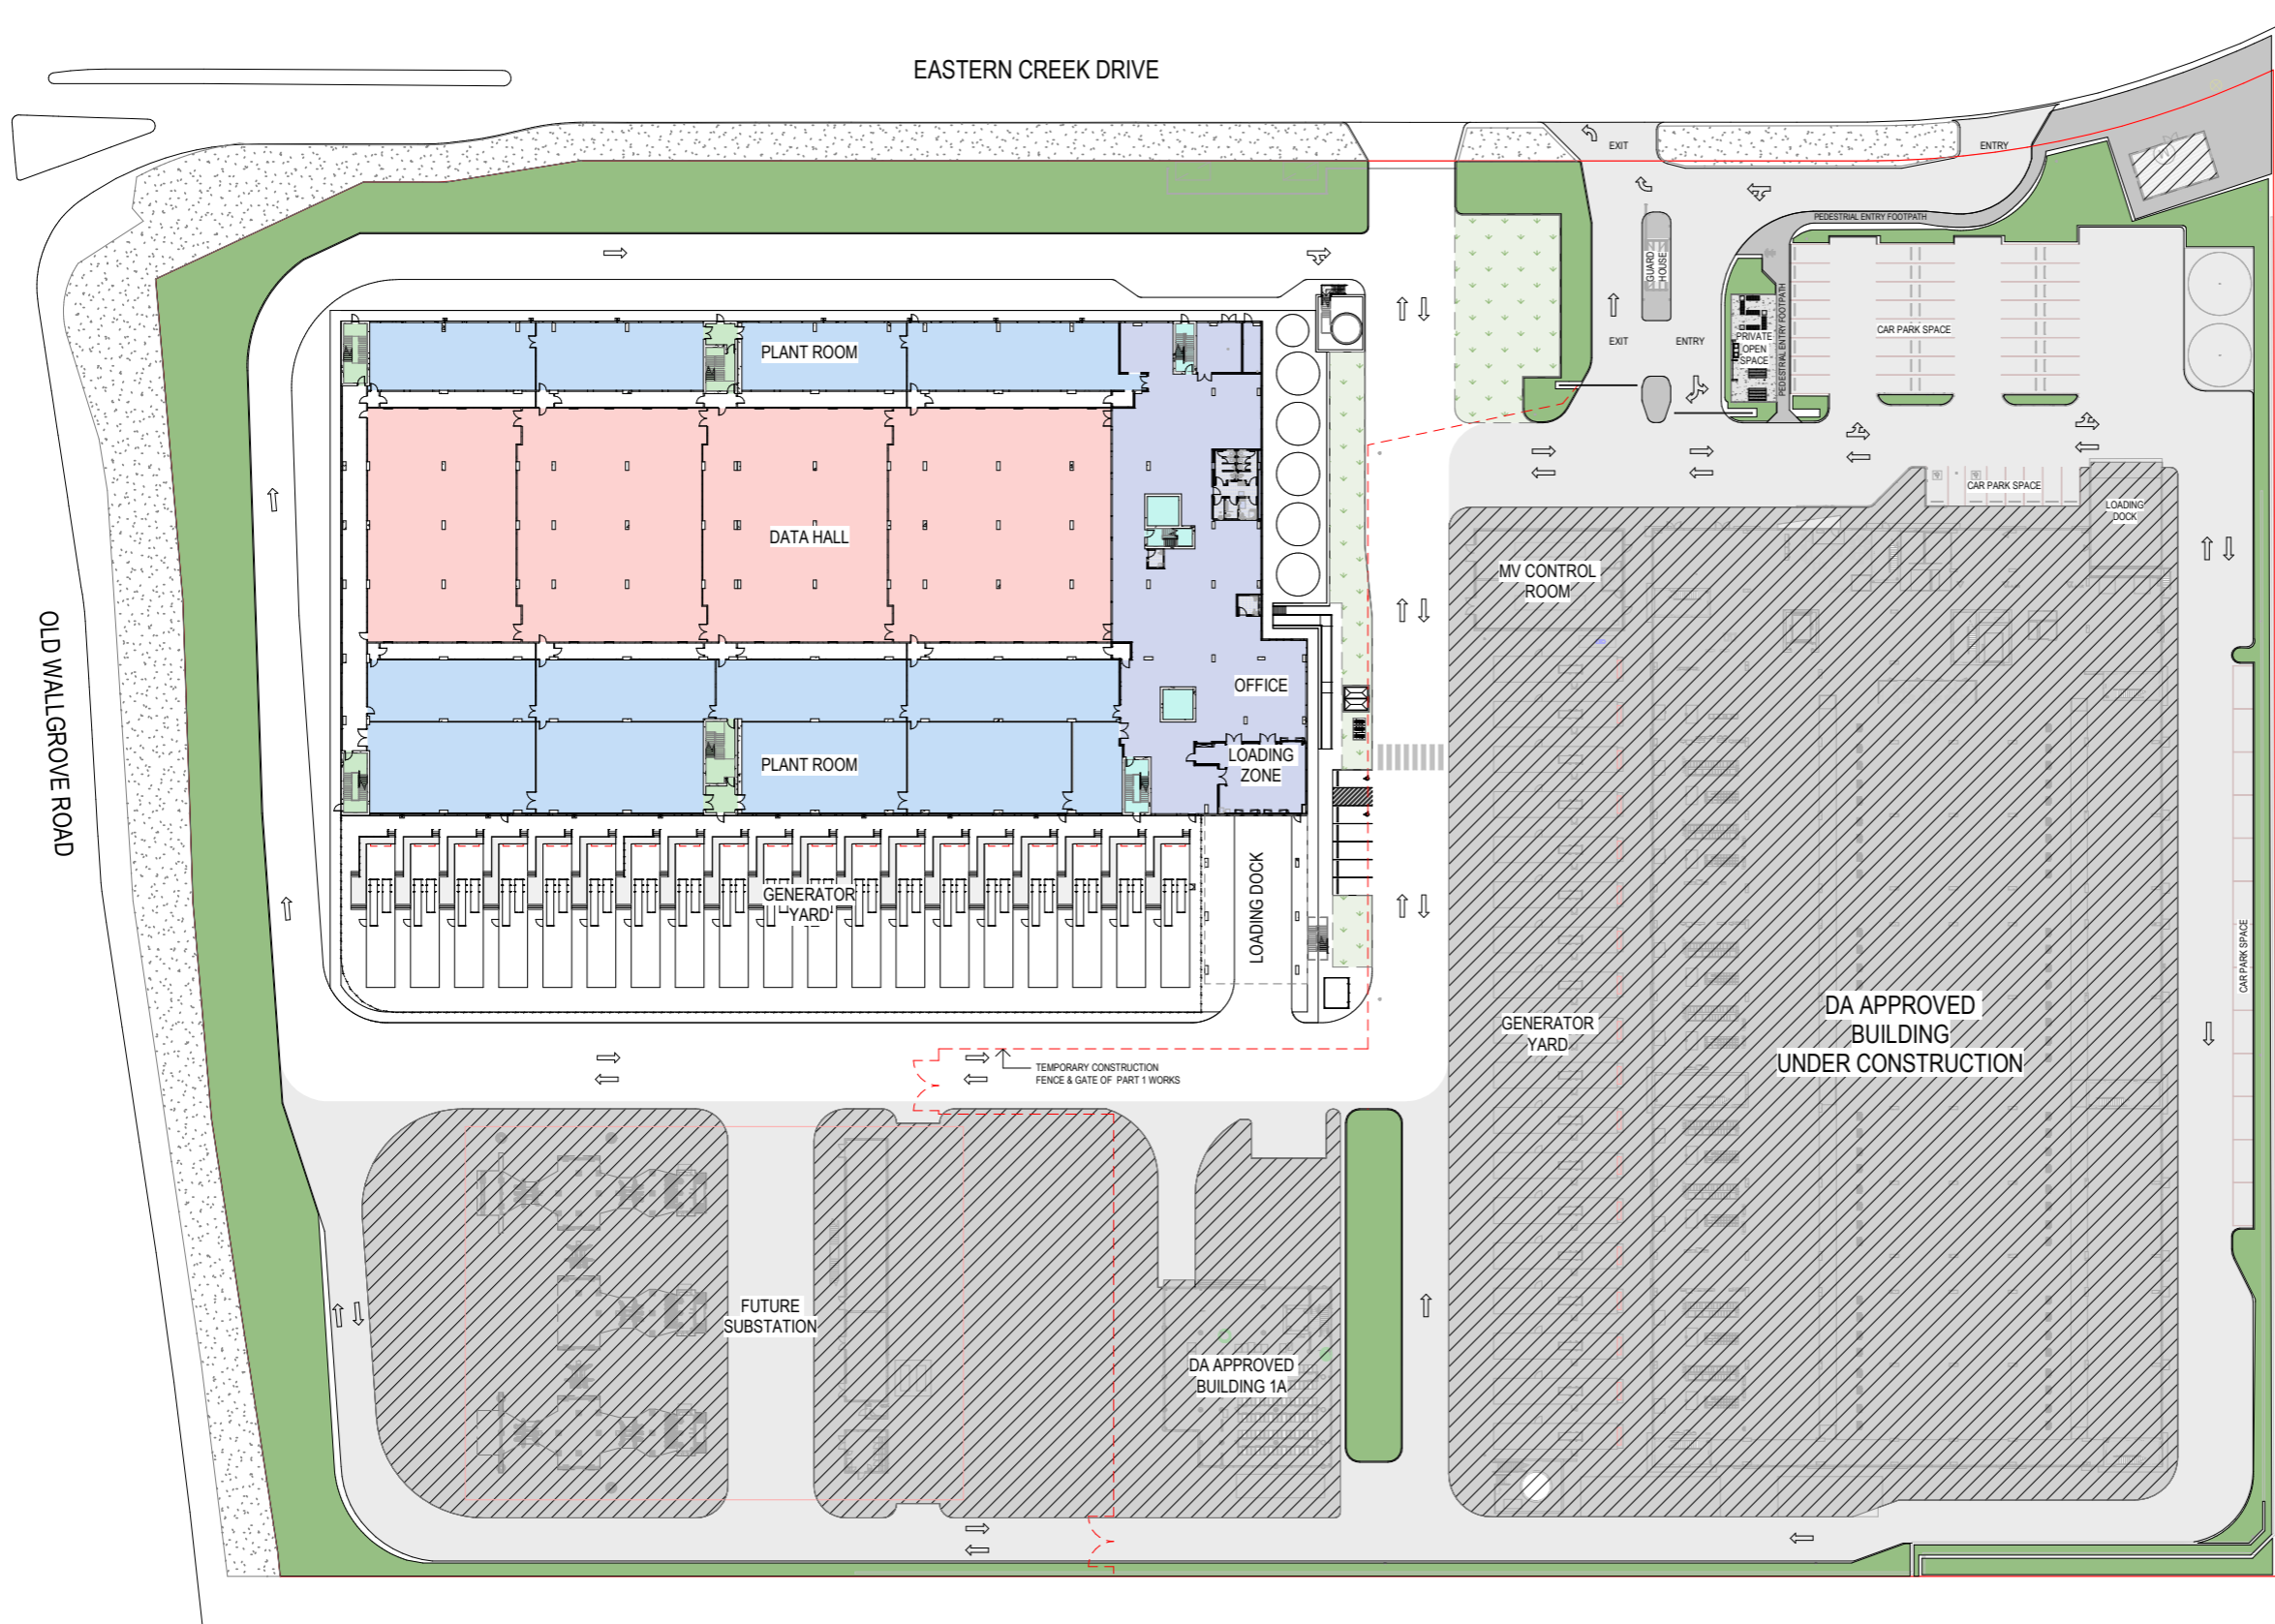 EASTERN CREEK DRIVE
EXIT
ENTRY
PEDESTRIAL ENTRY FOOTPATH
GUARD
HOUSE
PEDESTRIAL ENTRY FOOTPATH
CAR PARK SPACE
PRIVATE
OPEN
SPACE
EXIT
ENTRY
PLANT ROOM
CAR PARK SPACE
LOADING
DOCK
DATA HALL
MV CONTROL
ROOM
OLD WALLGROVE ROAD
OFFICE
PLANT ROOM
LOADING
ZONE
GENERATOR
YARD
LOADING DOCK
CAR PARK SPACE
DA APPROVED
BUILDING
UNDER CONSTRUCTION
GENERATOR
YARD
TEMPORARY CONSTRUCTION
FENCE & GATE OF PART 1 WORKS
FUTURE
SUBSTATION
DA APPROVED
BUILDING 1A